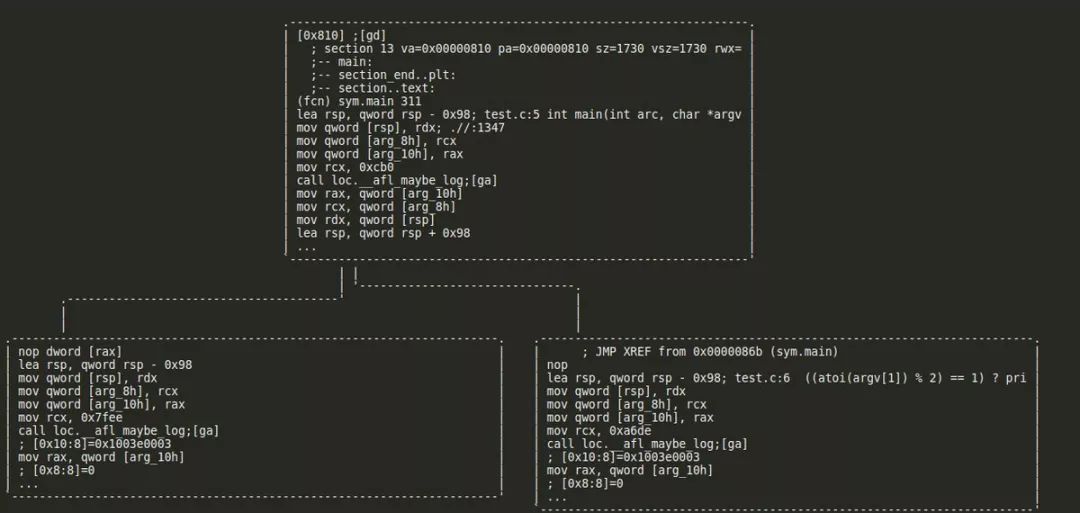 [0x810] ;[gd]
; section 13 va=0x00000810 pa=0x00000810 sz=1730 vsz=1730 rwx=
;-- main:
;-- section_end..plt:
;-- section..text:
(fcn) sym.main 311
lea rsp, qword rsp - 0x98; test.c:5 int main(int arc, char *argv
mov qword [rsp], rdx; .//:1347
mov qword [arg_8h], rcx
mov qword [arg_10h], rax
mov rcx, 0xcb0
call loc.__afl_maybe_log;[ga]
mov rax, qword [arg_10h]
mov rcx, qword [arg_8h]
mov rdx, qword [rsp]
lea rsp, qword rsp + 0x98
...
nop dword [rax]
lea rsp, qword rsp - 0x98
mov qword [rsp], rdx
mov qword [arg_8h], rcx
mov qword [arg_10h], rax
mov rcx, 0x7fee
call loc.__afl_maybe_log;[ga]
; [0x10:8]=0x1003e0003
mov rax, qword [arg_10h]
; [0x8:8]=0
...
; JMP XREF from 0x0000086b (sym.main)
nop
lea rsp, qword rsp - 0x98; test.c:6  ((atoi(argv[1]) % 2) == 1) ? pri
mov qword [rsp], rdx
mov qword [arg_8h], rcx
mov qword [arg_10h], rax
mov rcx, 0xa6de
call loc.__afl_maybe_log;[ga]
; [0x10:8]=0x1003e0003
mov rax, qword [arg_10h]
; [0x8:8]=0
...